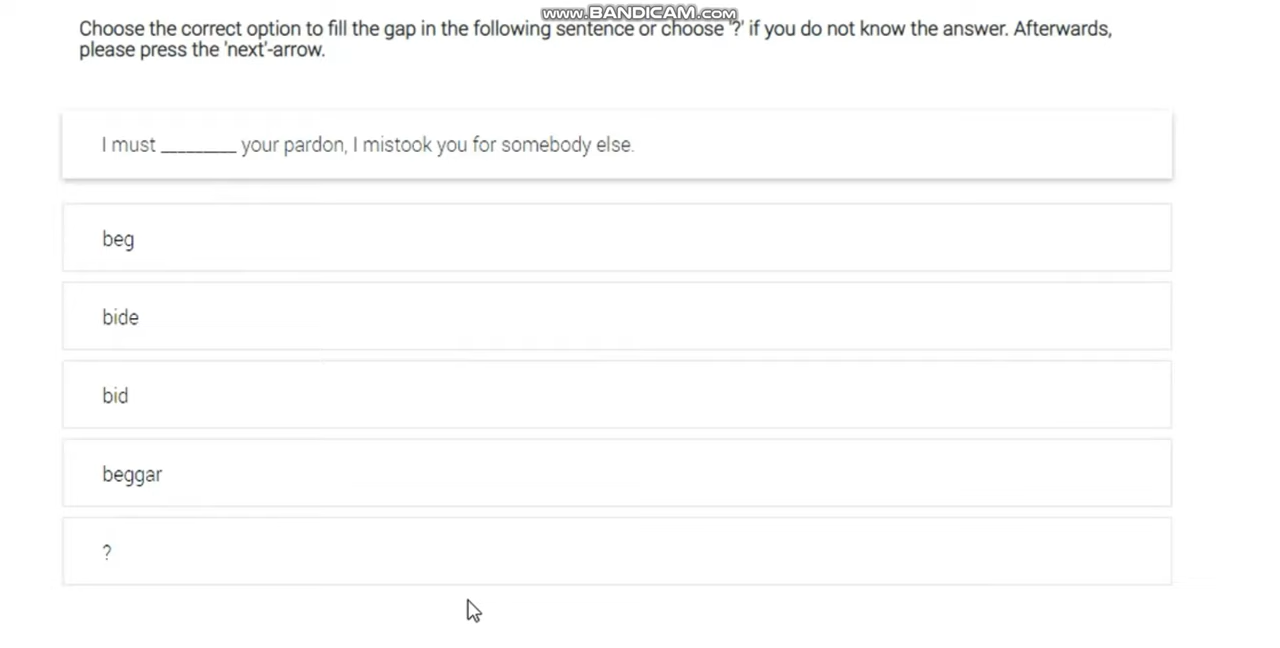 www.BANDICAM.com
Choose the correct option to fill the gap in the following sentence or choose '?' if you do not know the answer. Afterwards,
please press the 'next'-arrow.
I must _________ your pardon, I mistook you for somebody else.
beg
bide
bid
beggar
?